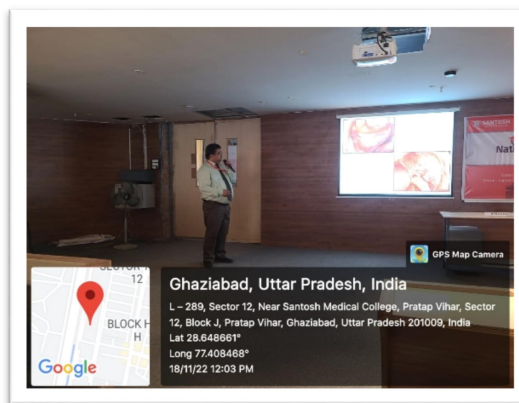 SANTOSH
Nati
GPS Map Camera
12
BLOCK H
H
Google
Ghaziabad, Uttar Pradesh, India
L – 289, Sector 12, Near Santosh Medical College, Pratap Vihar, Sector
12, Block J, Pratap Vihar, Ghaziabad, Uttar Pradesh 201009, India
Lat 28.648661°
Long 77.408468°
18/11/22 12:03 PM